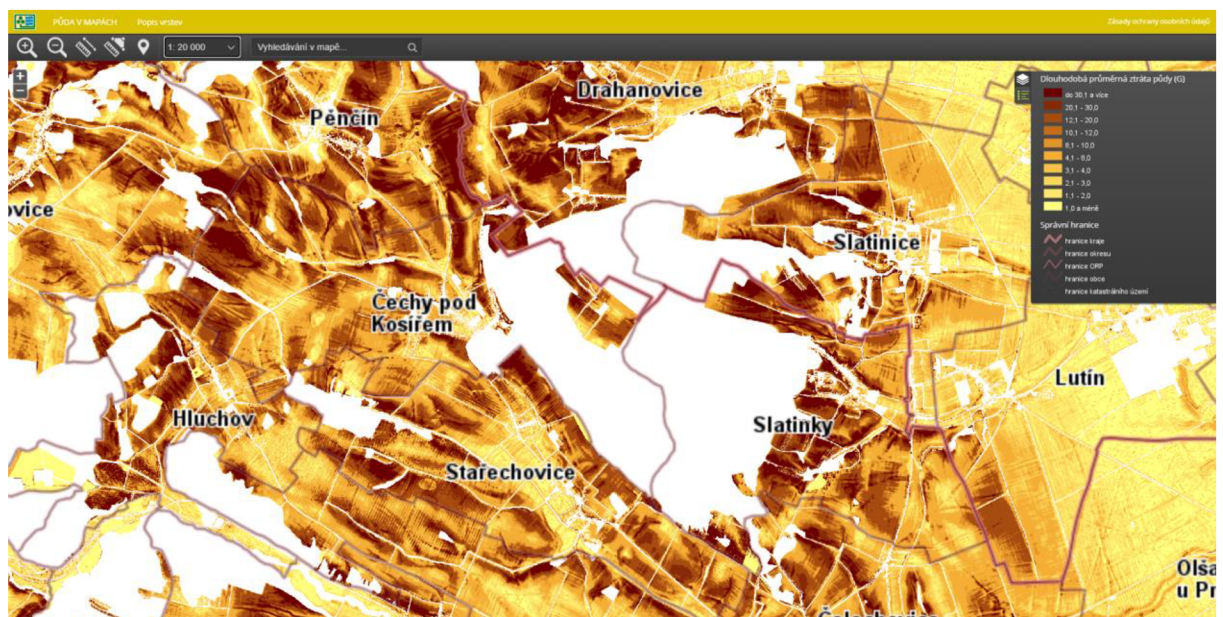 PŮDA V MAPÁCH Popis vrstev Zásady ochrany osobních údajů
1: 20 000 Vyhledávání v mapě...
+
−
Dlouhodobá průměrná ztráta půdy (G)
do 30,1 a více
20,1 - 30,0
12,1 - 20,0
10,1 - 12,0
8,1 - 10,0
4,1 - 8,0
3,1 - 4,0
2,1 - 3,0
1,1 - 2,0
1,0 a méně
Správní hranice
hranice kraje
hranice okresu
hranice ORP
hranice obce
hranice katastrálního území
Drahanovice
Pěnčín
ovice
Slatinice
Čechy pod
Kosířem
Lutín
Hluchov
Slatinky
Stařechovice
Olša
u Pr